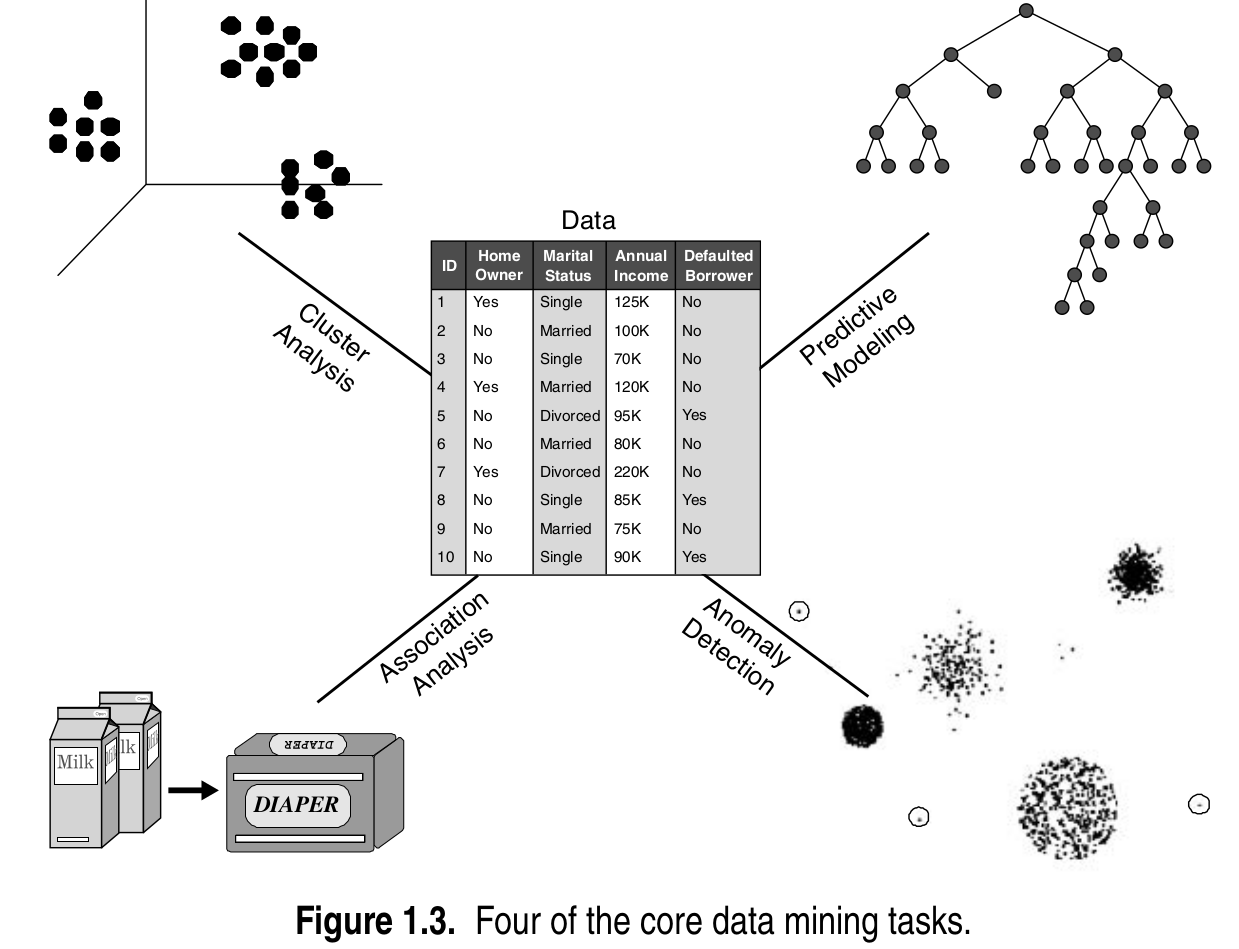 Data
ID Home Owner Marital Status Annual Income Defaulted Borrower
1 Yes Single 125K No
2 No Married 100K No
3 No Single 70K No
4 Yes Married 120K No
5 No Divorced 95K Yes
6 No Married 80K No
7 Yes Divorced 220K No
8 No Single 85K Yes
9 No Married 75K No
10 No Single 90K Yes
Cluster
Analysis
Predictive
Modeling
Association
Analysis
Anomaly
Detection
Open
Open
Milk
Milk
lk
Milk
DIAPER
DIAPER
Figure 1.3. Four of the core data mining tasks.